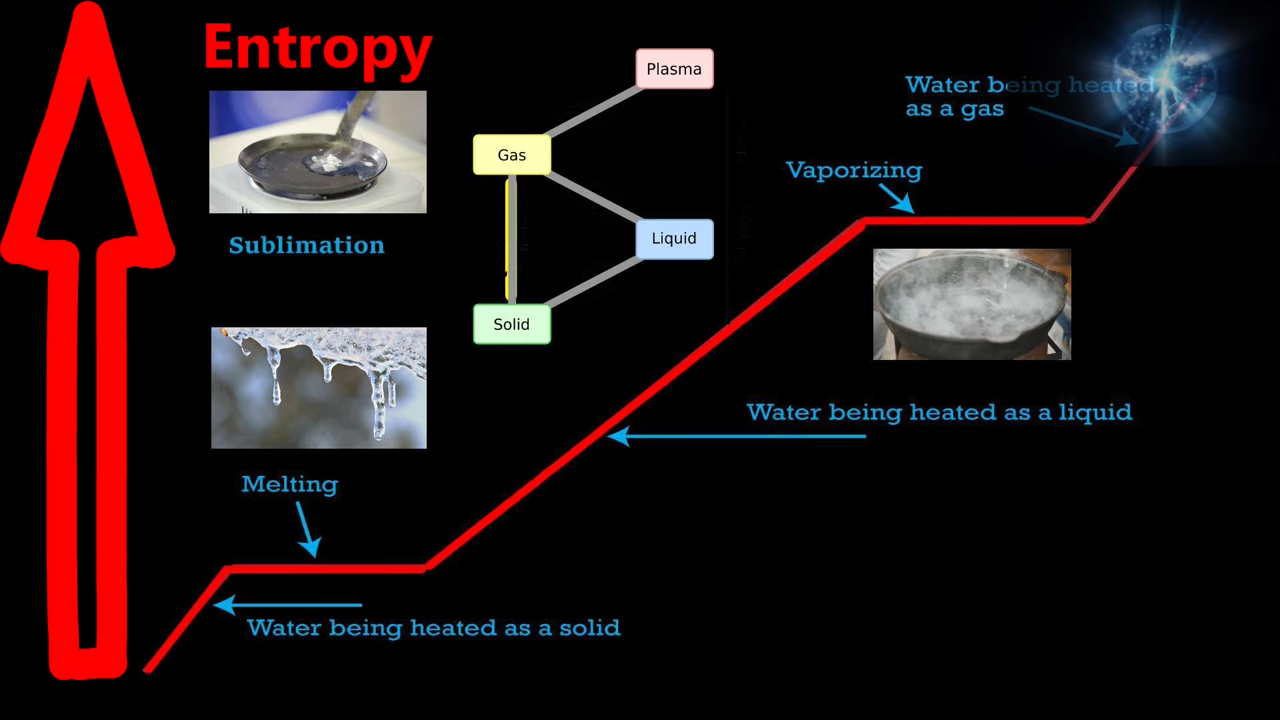 Entropy
Plasma
Gas
Liquid
Solid
Sublimation
Melting
Water being heated
as a gas
Vaporizing
Water being heated as a liquid
Water being heated as a solid